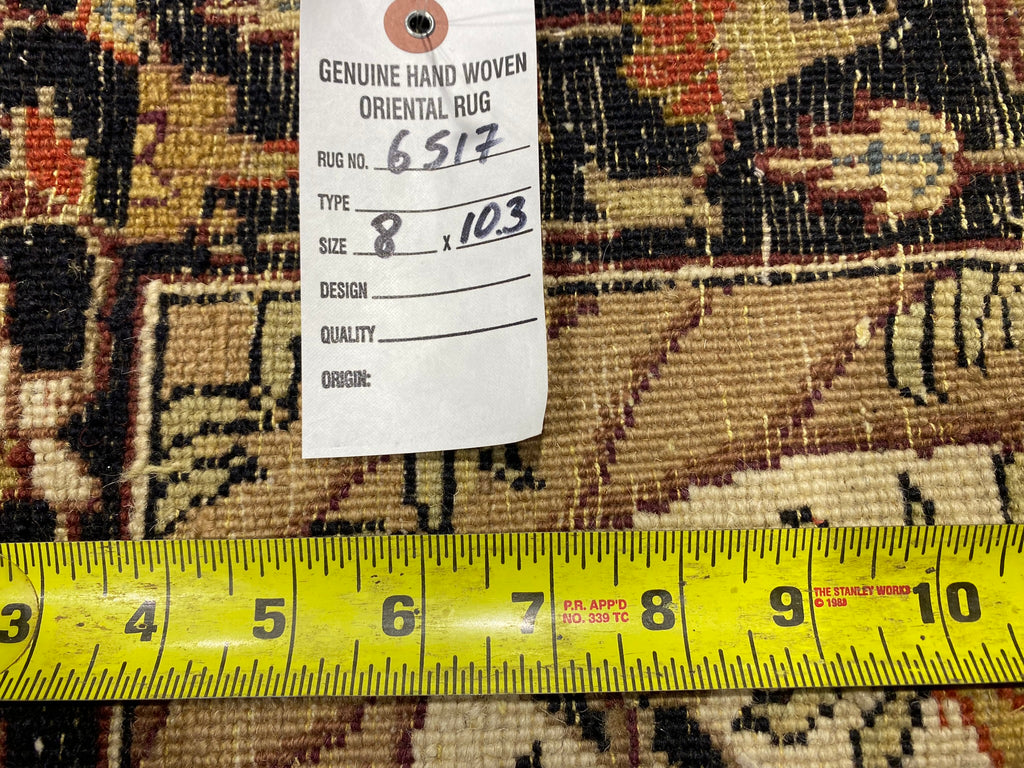 GENUINE HAND WOVEN
ORIENTAL RUG
RUG NO. 6517
TYPE
SIZE 8 X 10.3
DESIGN
QUALITY
ORIGIN:
3 4 5 6 7 8 9 10
P.R. APP'D
NO. 339 TC
THE STANLEY WORKS
© 1988